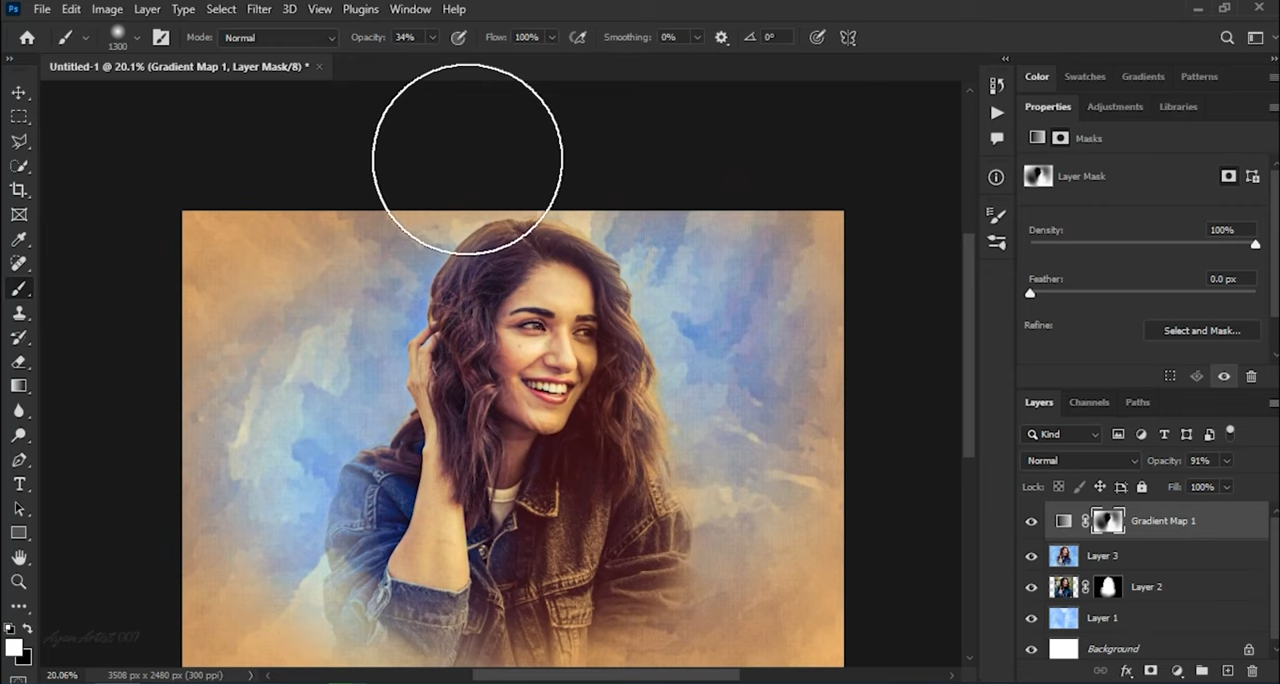 Ps File Edit Image Layer Type Select Filter 3D View Plugins Window Help
1300 Mode: Normal Opacity: 34% Flow: 100% Smoothing: 0% 0°
Untitled-1 @ 20.1% (Gradient Map 1, Layer Mask/8) * ×
Color Swatches Gradients Patterns
Properties Adjustments Libraries
Masks
Layer Mask
Density: 100%
Feather: 0.0 px
Refine: Select and Mask...
Layers Channels Paths
Kind
Normal Opacity: 91%
Lock: Fill: 100%
Gradient Map 1
Layer 3
Layer 2
Layer 1
Background
Ayan Artist 007
20.06% 3508 px x 2480 px (300 ppi)